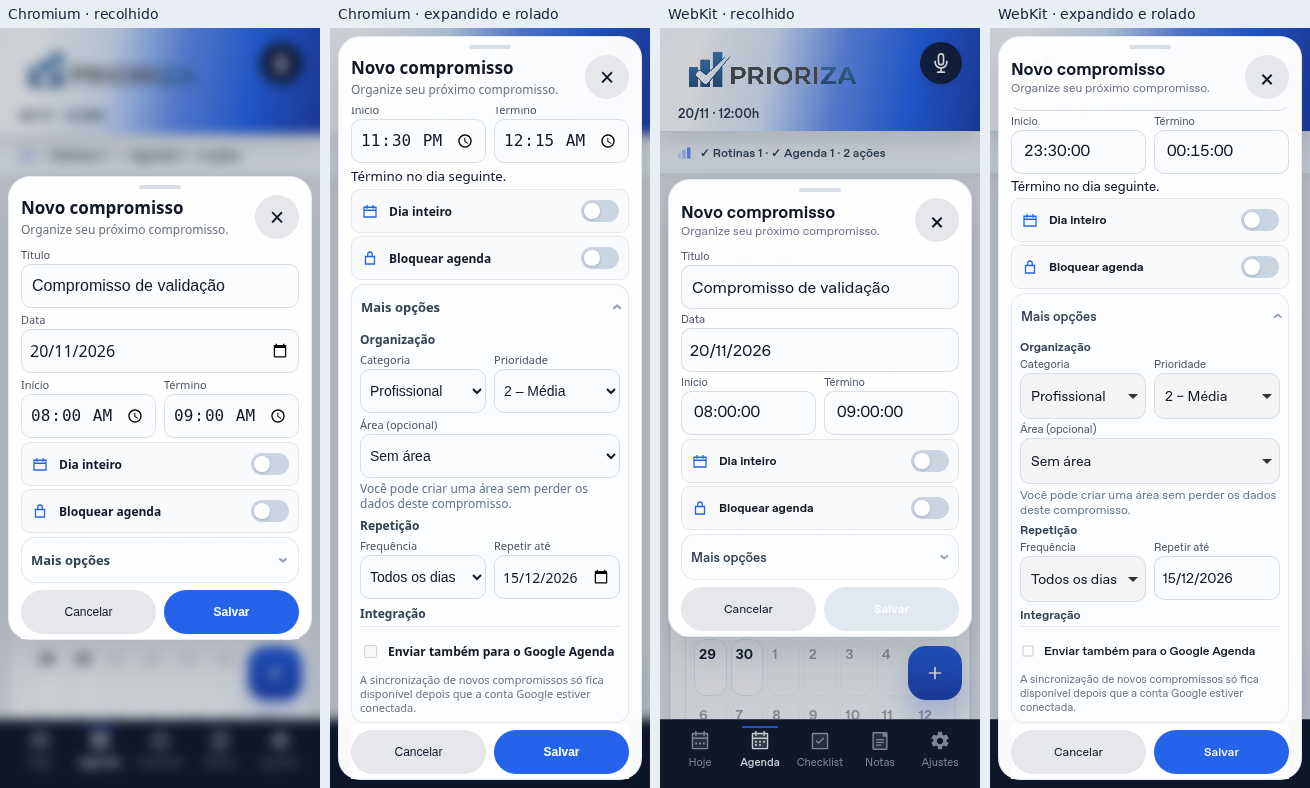 Chromium · recolhido
PRIORIZA
Novo compromisso
Organize seu próximo compromisso.
Título
Compromisso de validação
Data
20/11/2026
Início Término
08:00 AM 09:00 AM
Dia inteiro
Bloquear agenda
Mais opções
Cancelar Salvar
Chromium · expandido e rolado
Novo compromisso
Organize seu próximo compromisso.
Início Término
11:30 PM 12:15 AM
Término no dia seguinte.
Dia inteiro
Bloquear agenda
Mais opções
Organização
Categoria Prioridade
Profissional 2 – Média
Área (opcional)
Sem área
Você pode criar uma área sem perder os
dados deste compromisso.
Repetição
Frequência Repetir até
Todos os dias 15/12/2026
Integração
Enviar também para o Google Agenda
A sincronização de novos compromissos só fica
disponível depois que a conta Google estiver
conectada.
Cancelar Salvar
WebKit · recolhido
PRIORIZA
20/11 · 12:00h
✓ Rotinas 1 · ✓ Agenda 1 · 2 ações
Novo compromisso
Organize seu próximo compromisso.
Título
Compromisso de validação
Data
20/11/2026
Início Término
08:00:00 09:00:00
Dia inteiro
Bloquear agenda
Mais opções
Cancelar Salvar
29 30 1 2 3 4
+
6 7 8 9 10 11 12
Hoje Agenda Checklist Notas Ajustes
WebKit · expandido e rolado
Novo compromisso
Organize seu próximo compromisso.
Início Término
23:30:00 00:15:00
Término no dia seguinte.
Dia inteiro
Bloquear agenda
Mais opções
Organização
Categoria Prioridade
Profissional 2 – Média
Área (opcional)
Sem área
Você pode criar uma área sem perder os dados
deste compromisso.
Repetição
Frequência Repetir até
Todos os dias 15/12/2026
Integração
Enviar também para o Google Agenda
A sincronização de novos compromissos só fica
disponível depois que a conta Google estiver
conectada.
Cancelar Salvar